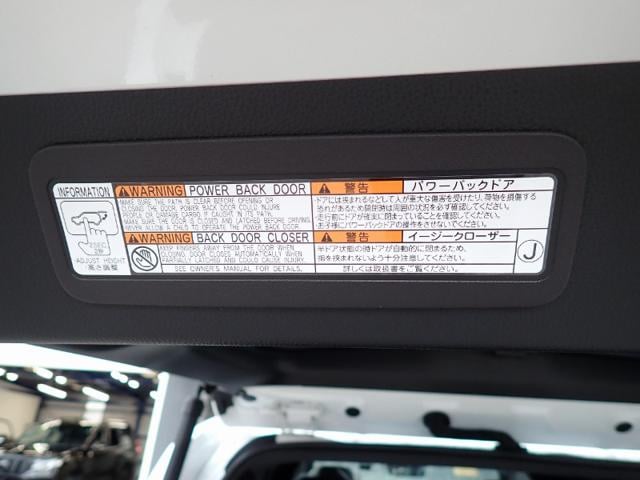 INFORMATION
2 SEC
2秒
ADJUST HEIGHT
高さ調整
WARNING POWER BACK DOOR
MAKE SURE THE PATH IS CLEAR BEFORE OPENING OR
CLOSING THE DOOR. POWER BACK DOOR COULD INJURE
PEOPLE OR DAMAGE CARGO IF CAUGHT IN ITS PATH.
MAKE SURE THE DOOR IS CLOSED AND LATCHED BEFORE DRIVING.
NEVER ALLOW A CHILD TO OPERATE THE POWER BACK DOOR.
WARNING BACK DOOR CLOSER
KEEP FINGERS AWAY FROM THE DOOR WHEN
CLOSING. DOOR CLOSES AUTOMATICALLY WHEN
PARTIALLY LATCHED AND COULD CAUSE INJURY.
SEE OWNER'S MANUAL FOR DETAILS.
警告 パワーバックドア
ドアにはさまれるなどして人が重大な傷害を受けたり、荷物を損傷する
恐れがあるため開閉時は周囲の状況を必ず確認してください。
走行前にドアが確実に閉まっていることを確認してください。
お子様にパワーバックドアの操作をさせないでください。
警告 イージークローザー
半ドア状態の時ドアが自動的に閉まるため、
指を挟まれないよう十分注意してください。
詳しくは取扱書をご覧ください。
J